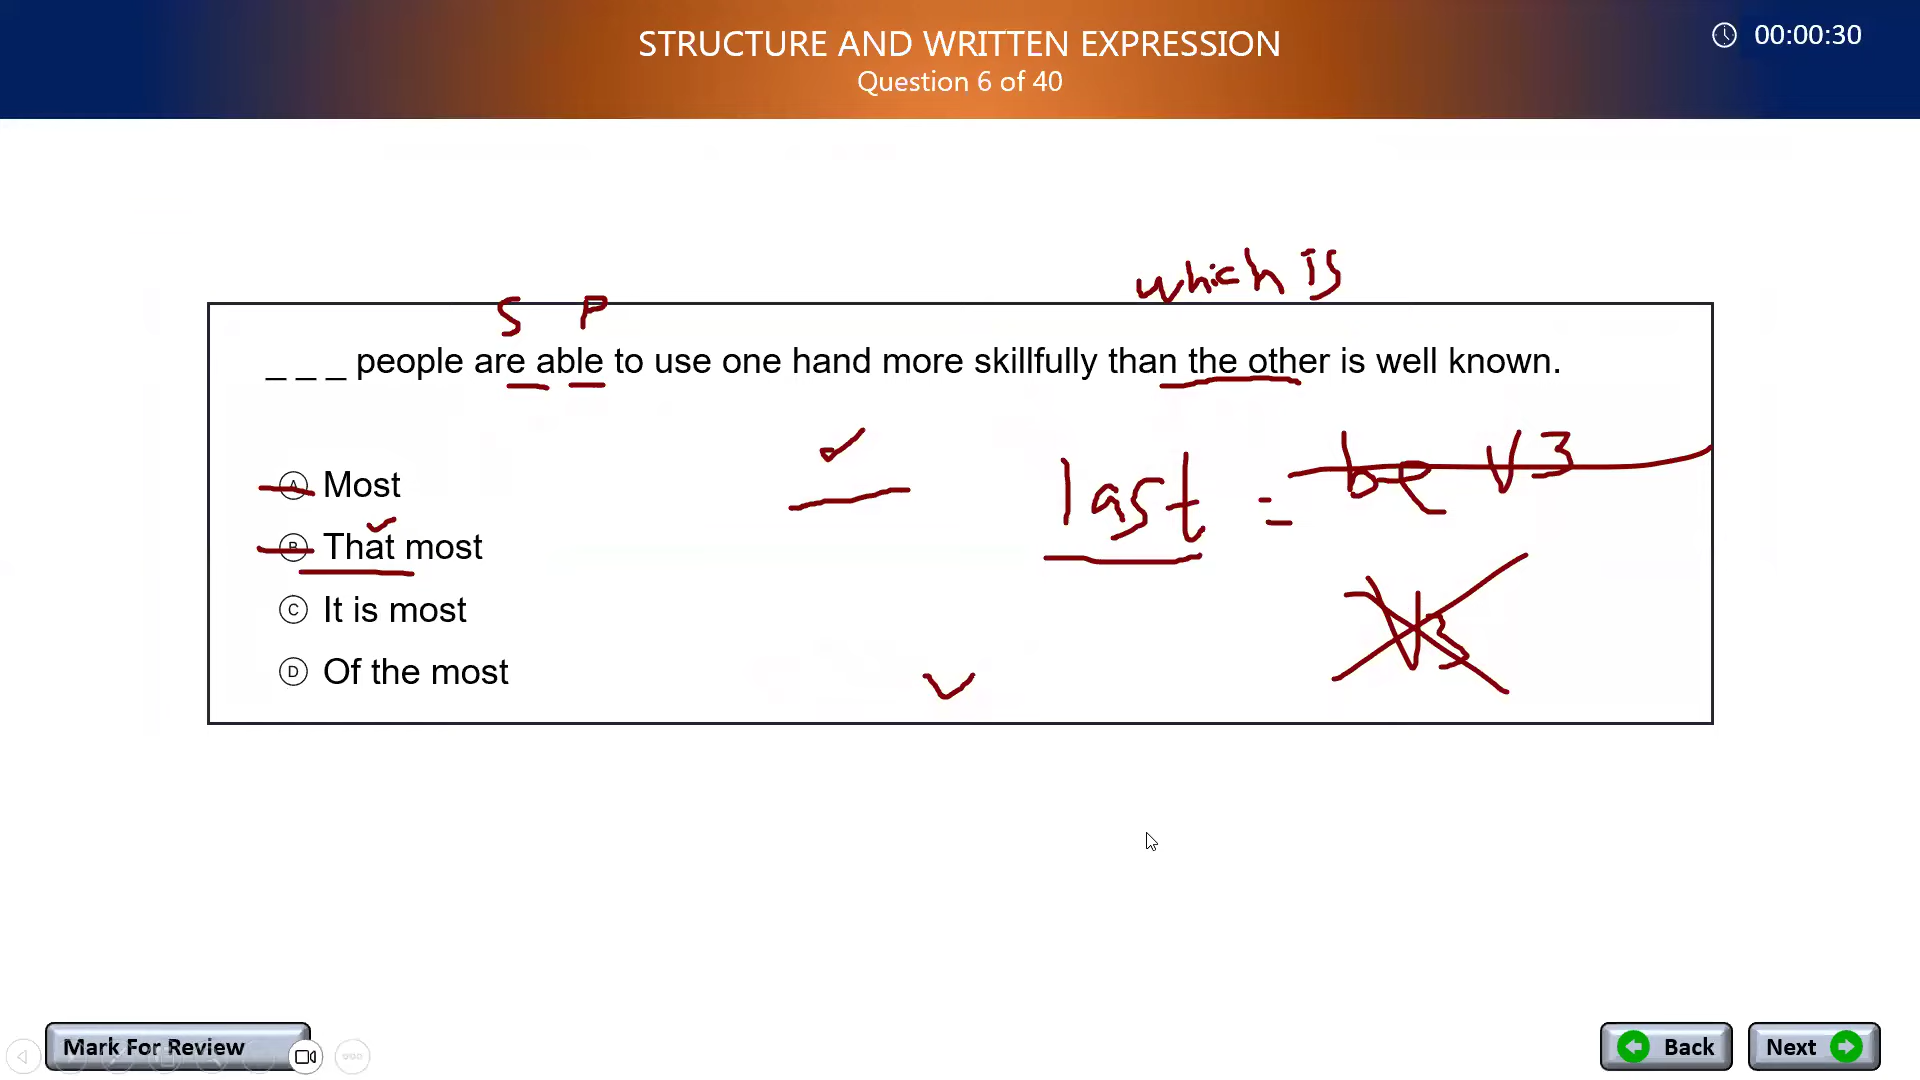 STRUCTURE AND WRITTEN EXPRESSION
00:00:30
Question 6 of 40
which is
S P
_ _ _ people are able to use one hand more skillfully than the other is well known.
last = be V3
A Most
B That most
V3
C It is most
D Of the most
Mark For Review
Back
Next